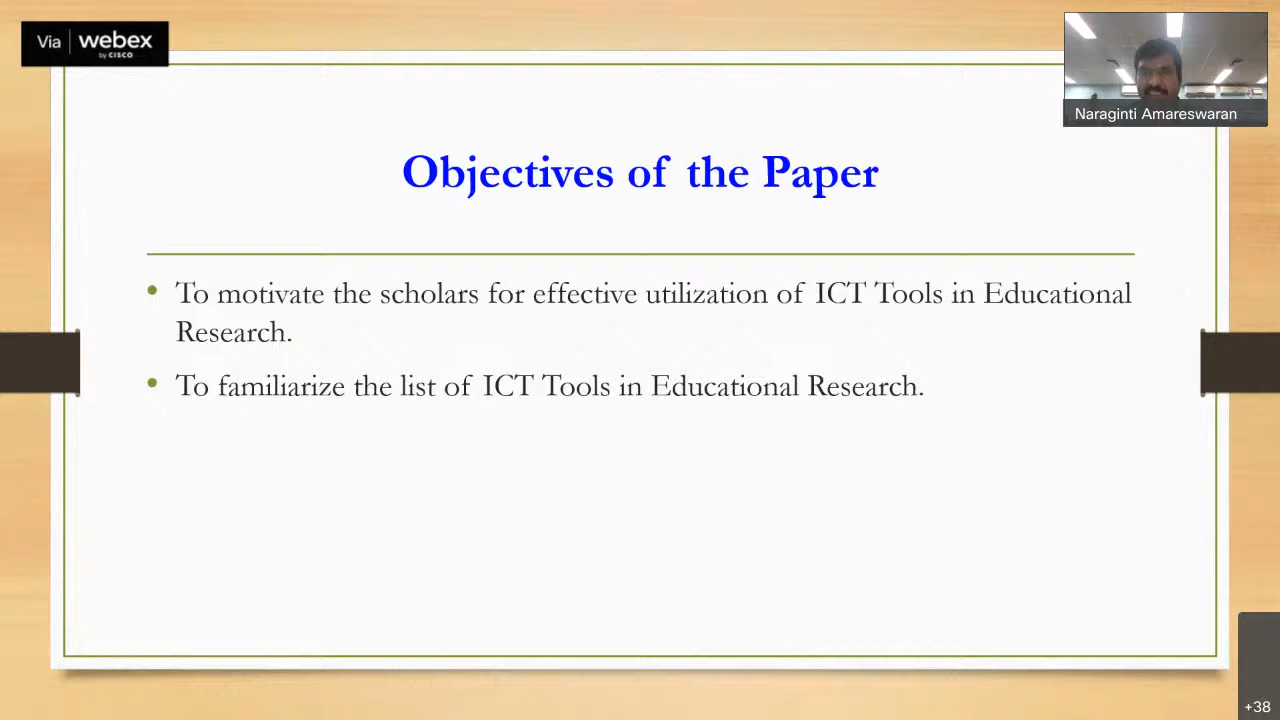 Via webex
by CISCO
Naraginti Amareswaran
Objectives of the Paper
• To motivate the scholars for effective utilization of ICT Tools in Educational
Research.
• To familiarize the list of ICT Tools in Educational Research.
+38